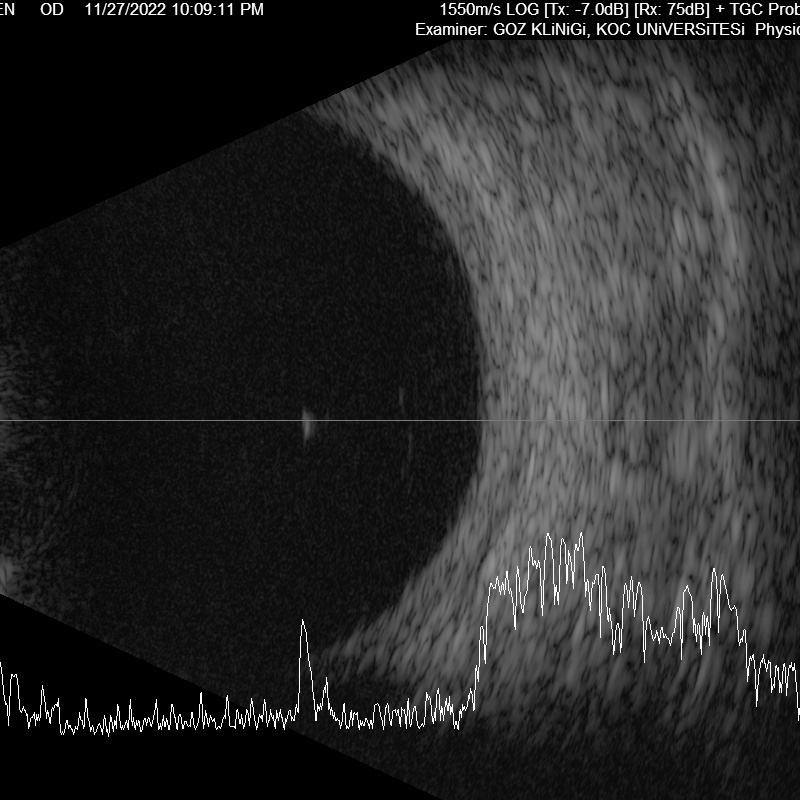 EN OD 11/27/2022 10:09:11 PM 1550m/s LOG [Tx: -7.0dB] [Rx: 75dB] + TGC Prob
Examiner: GOZ KLiNiGi, KOC UNiVERSiTESi Physic